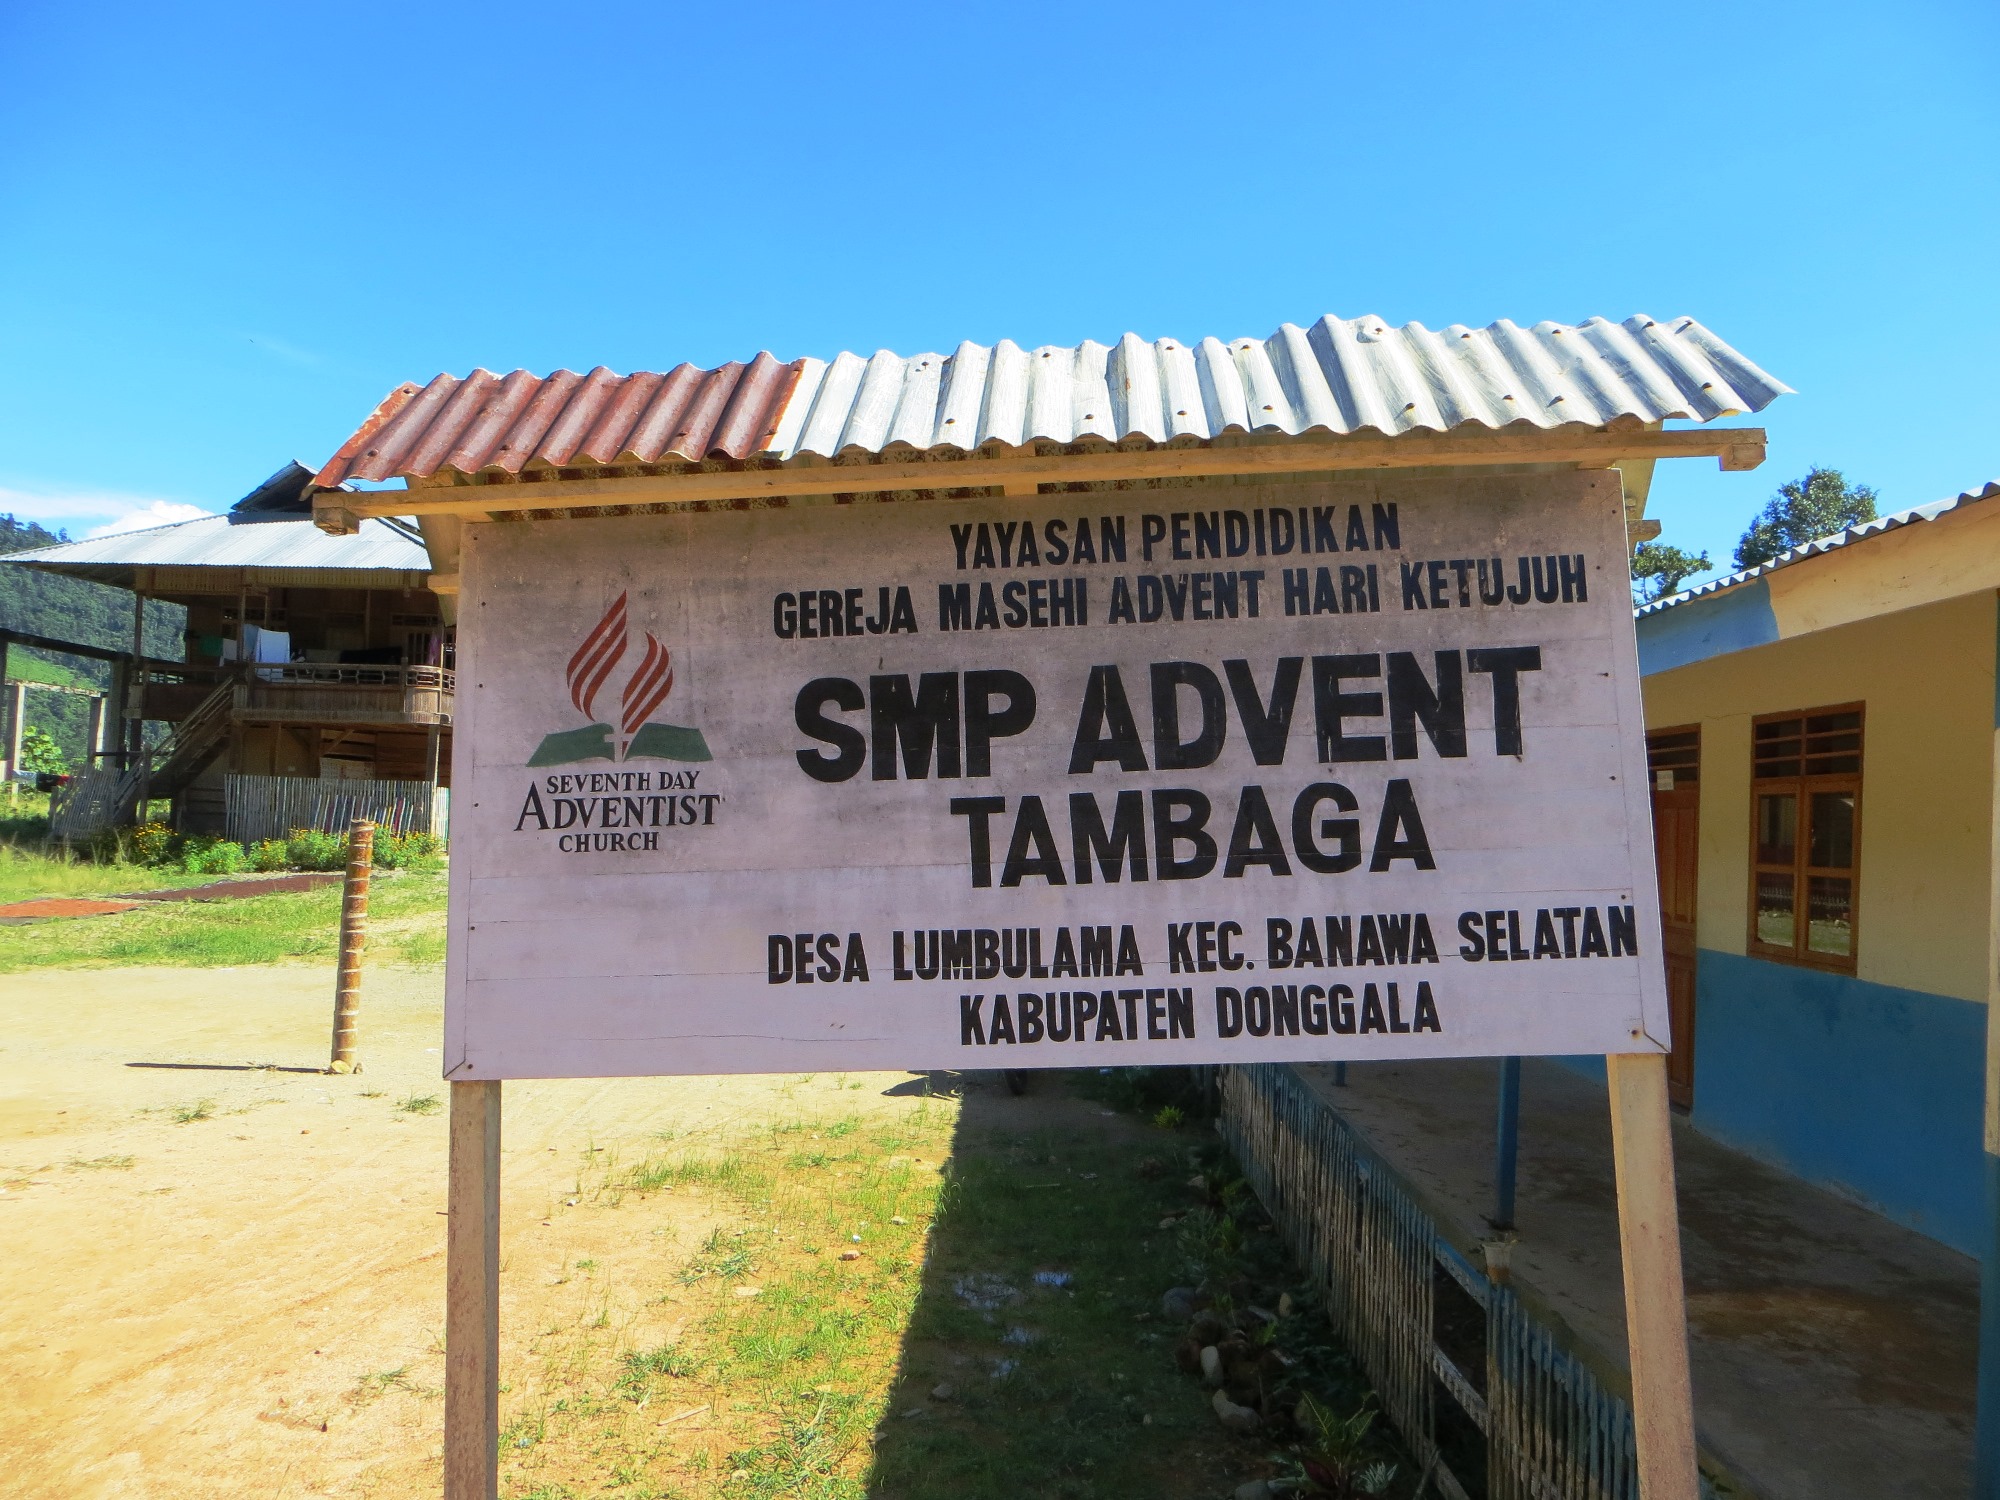 YAYASAN PENDIDIKAN
GEREJA MASEHI ADVENT HARI KETUJUH
SMP ADVENT
TAMBAGA
DESA LUMBULAMA KEC. BANAWA SELATAN
KABUPATEN DONGGALA
SEVENTH DAY
ADVENTIST
CHURCH